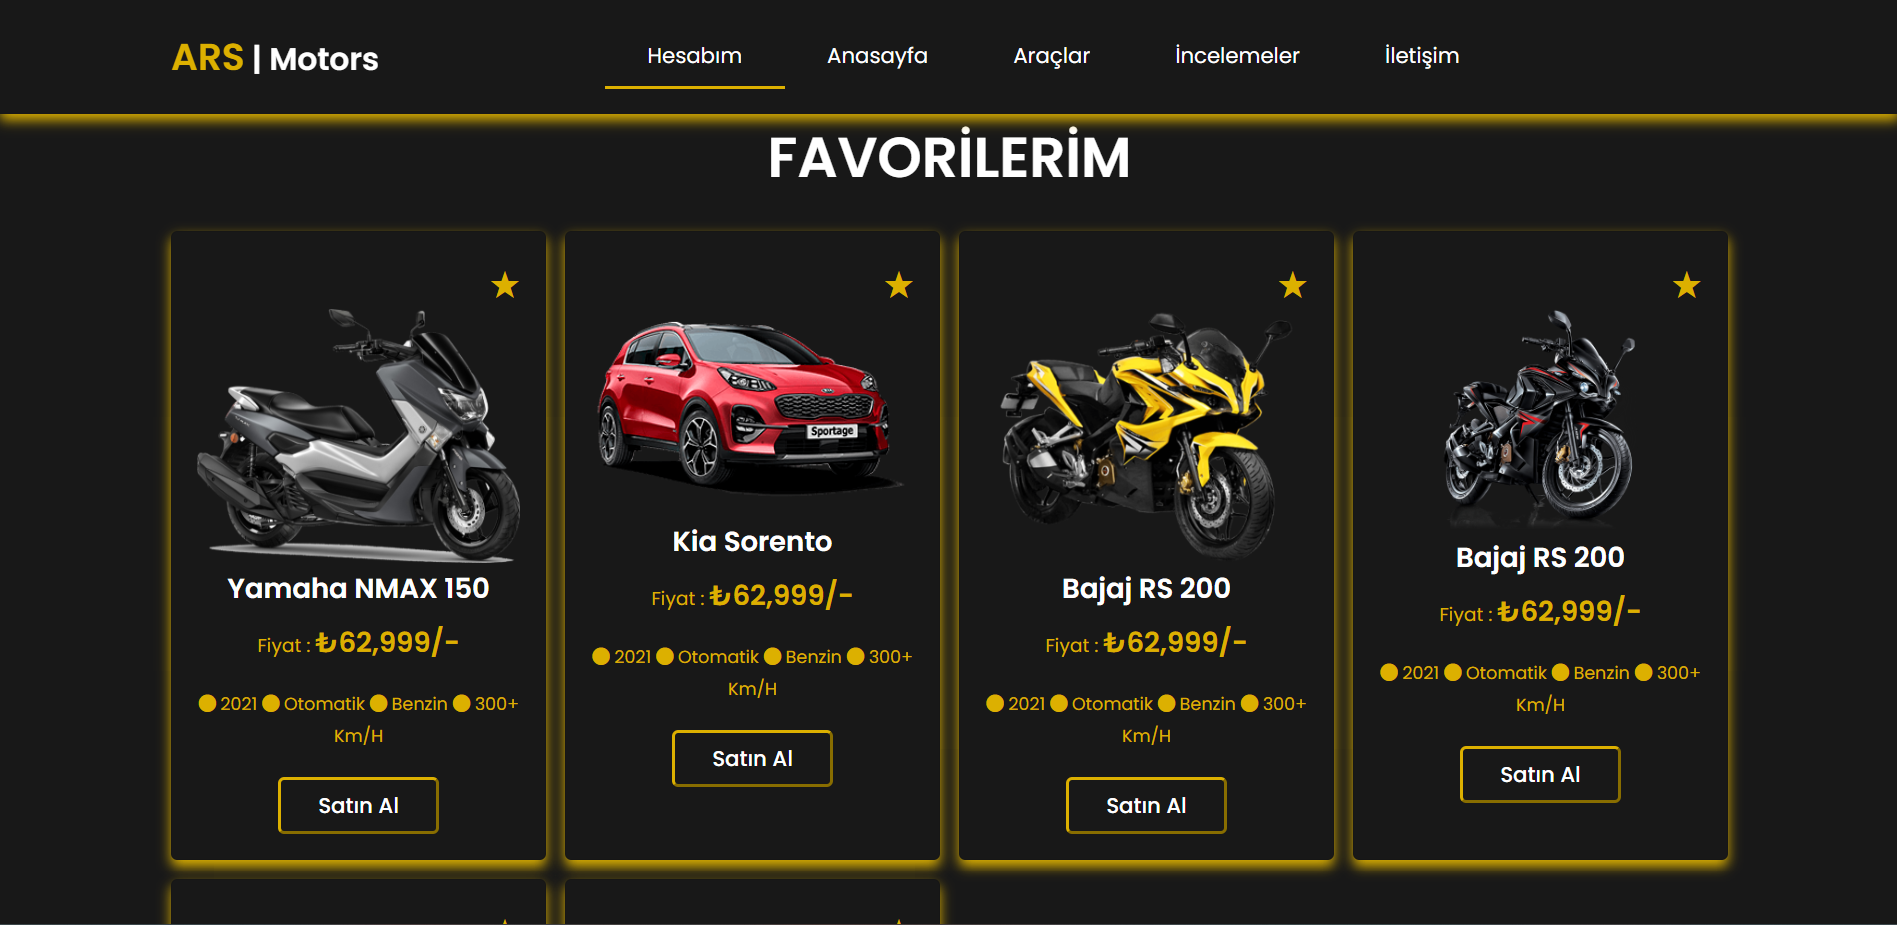 ARS | Motors
Hesabım
Anasayfa
Araçlar
İncelemeler
İletişim
FAVORİLERİM
Yamaha NMAX 150
Fiyat : ₺62,999/-
2021 Otomatik Benzin 300+
Km/H
Satın Al
Sportage
Kia Sorento
Fiyat : ₺62,999/-
2021 Otomatik Benzin 300+
Km/H
Satın Al
Bajaj RS 200
Fiyat : ₺62,999/-
2021 Otomatik Benzin 300+
Km/H
Satın Al
Bajaj RS 200
Fiyat : ₺62,999/-
2021 Otomatik Benzin 300+
Km/H
Satın Al